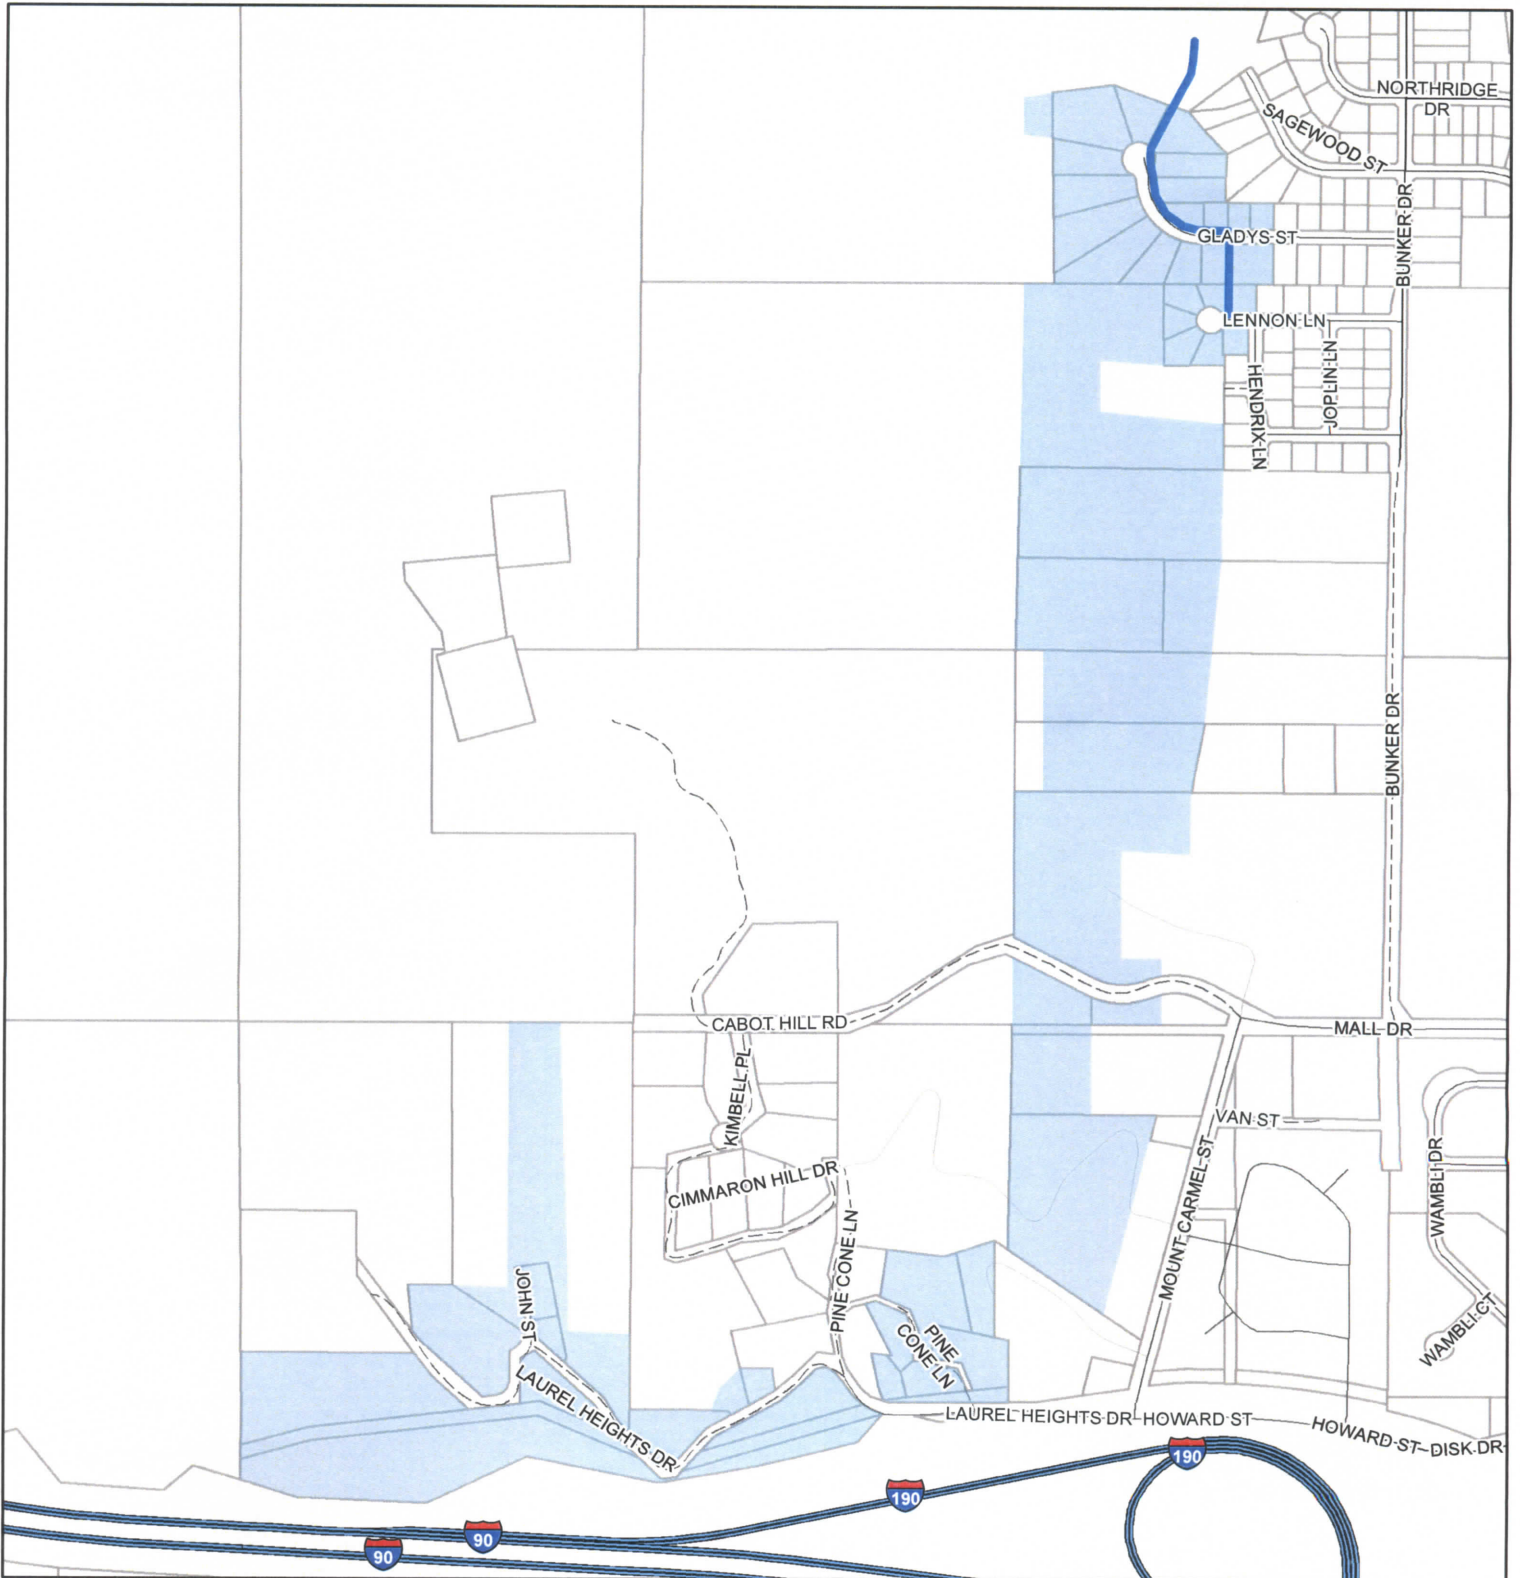 NORTHRIDGE
DR
SAGEWOOD ST
BUNKER DR
GLADYS ST
LENNON LN
HENDRIX LN
JOPLIN LN
BUNKER DR
CABOT HILL RD
MALL DR
KIMBELL PL
VAN ST
CIMMARON HILL DR
MOUNT CARMEL ST
WAMBLI DR
PINE CONE LN
JOHN ST
PINE
CONE LN
WAMBLI CT
LAUREL HEIGHTS DR
LAUREL HEIGHTS DR
HOWARD ST
HOWARD ST
DISK DR
190
190
90
90